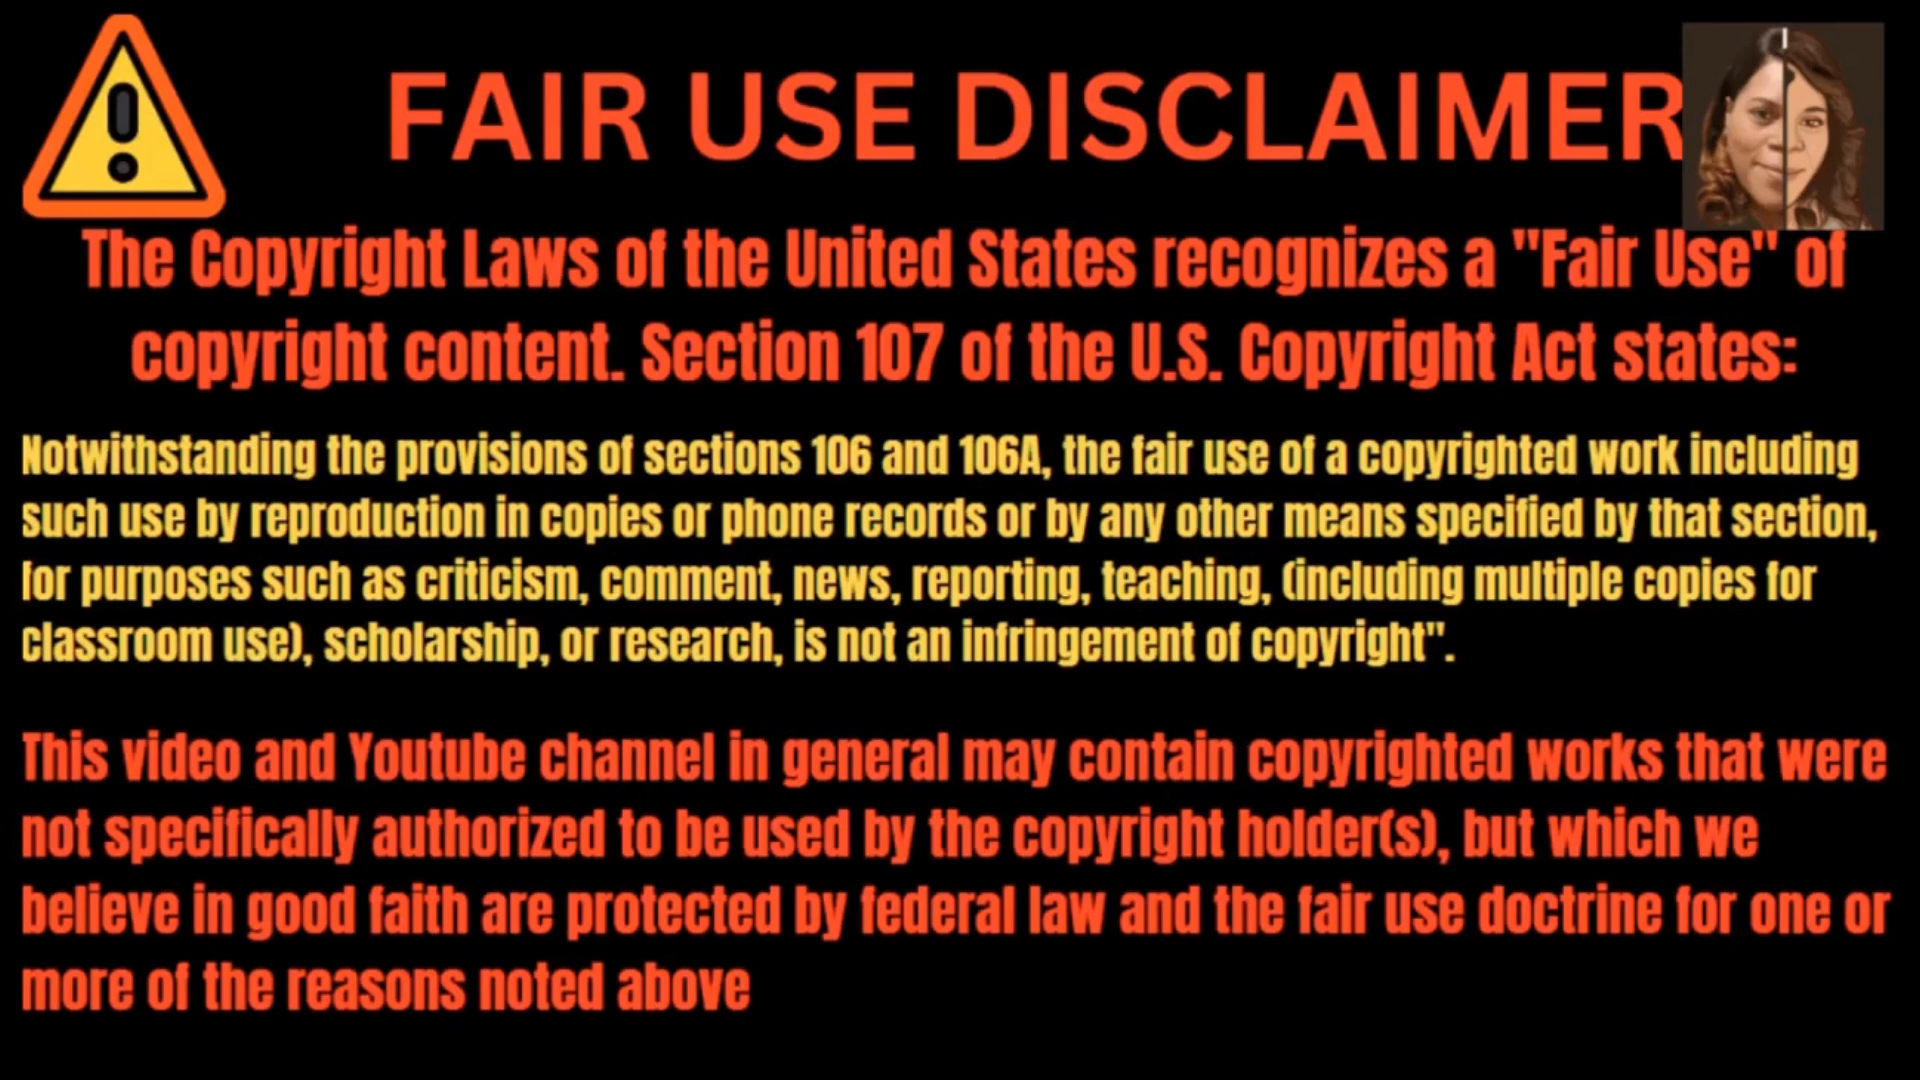 FAIR USE DISCLAIMER
The Copyright Laws of the United States recognizes a "Fair Use" of
copyright content. Section 107 of the U.S. Copyright Act states:
Notwithstanding the provisions of sections 106 and 106A, the fair use of a copyrighted work including
such use by reproduction in copies or phone records or by any other means specified by that section,
for purposes such as criticism, comment, news, reporting, teaching, (including multiple copies for
classroom use), scholarship, or research, is not an infringement of copyright".
This video and Youtube channel in general may contain copyrighted works that were
not specifically authorized to be used by the copyright holder(s), but which we
believe in good faith are protected by federal law and the fair use doctrine for one or
more of the reasons noted above